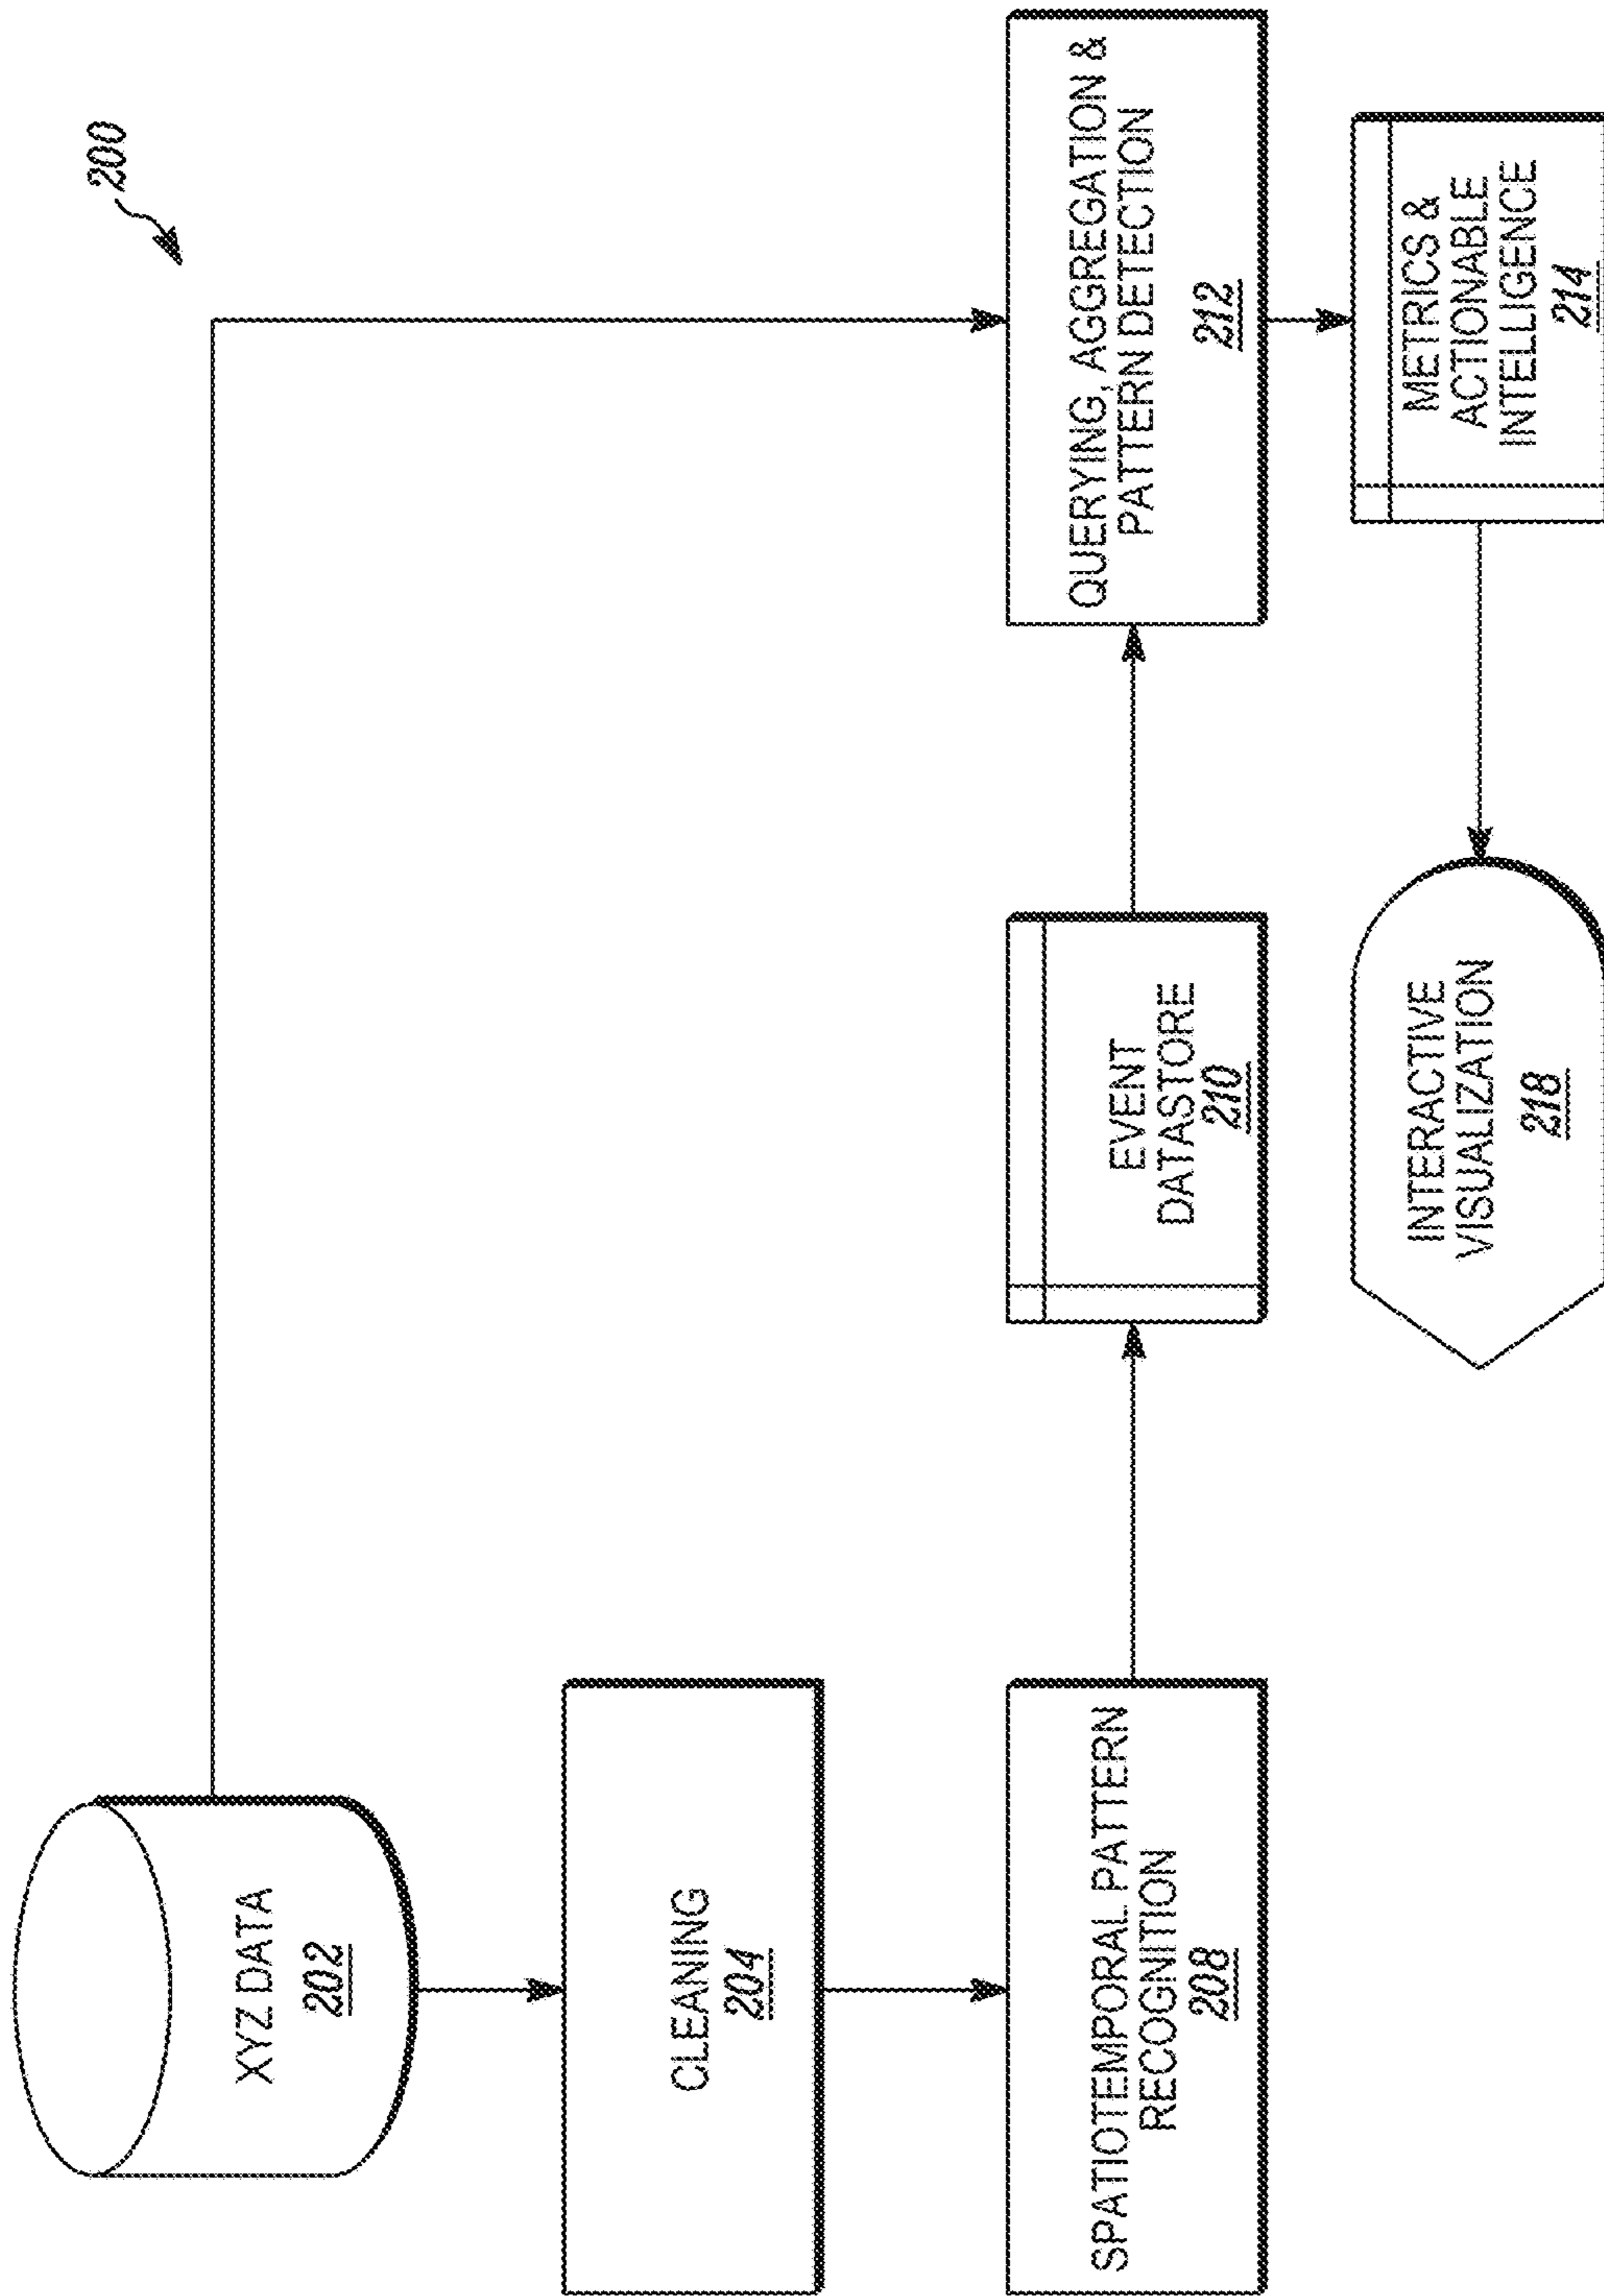 200
XYZ DATA
202
CLEANING
204
SPATIOTEMPORAL PATTERN
RECOGNITION
208
EVENT
DATASTORE
210
QUERYING, AGGREGATION &
PATTERN DETECTION
212
METRICS &
ACTIONABLE
INTELLIGENCE
214
INTERACTIVE
VISUALIZATION
218